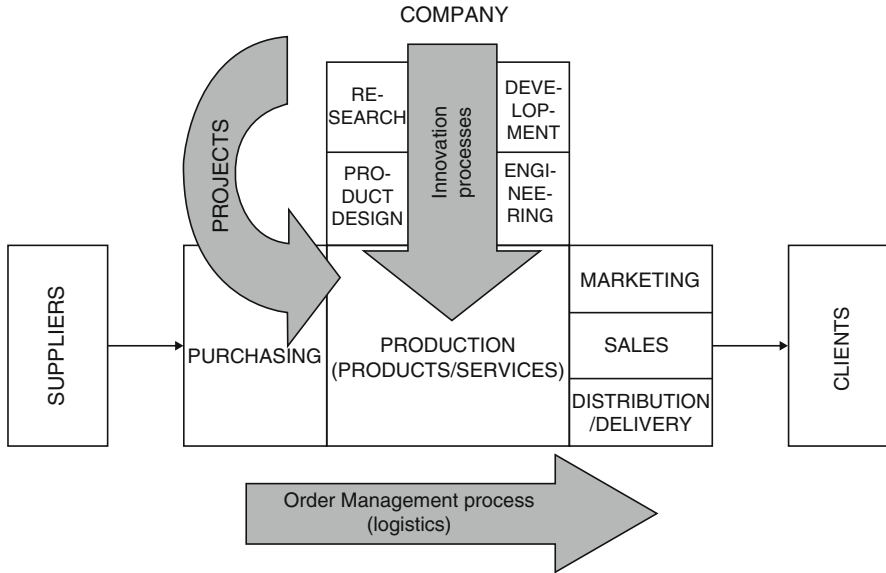 COMPANY
RE-
SEARCH
DEVE-
LOP-
MENT
PROJECTS
Innovation
processes
PRO-
DUCT
DESIGN
ENGI-
NEE-
RING
SUPPLIERS
PURCHASING
PRODUCTION
(PRODUCTS/SERVICES)
MARKETING
SALES
DISTRIBUTION
/DELIVERY
CLIENTS
Order Management process
(logistics)